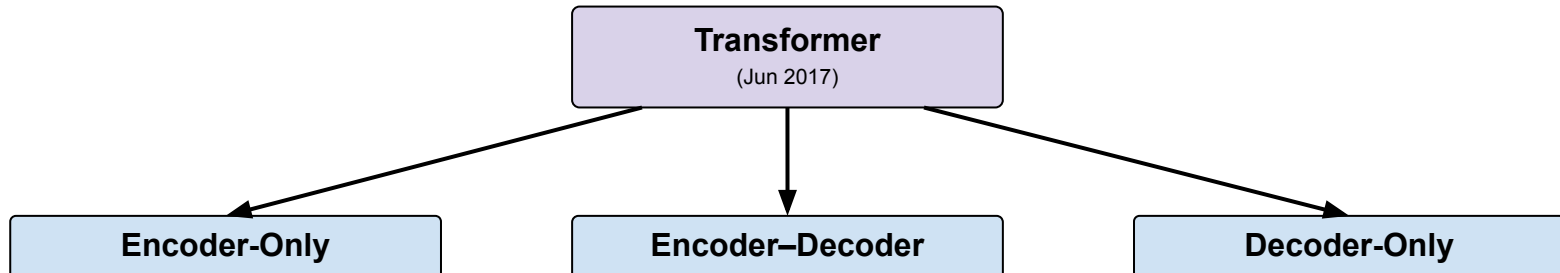 Transformer
(Jun 2017)
Encoder-Only
Encoder–Decoder
Decoder-Only